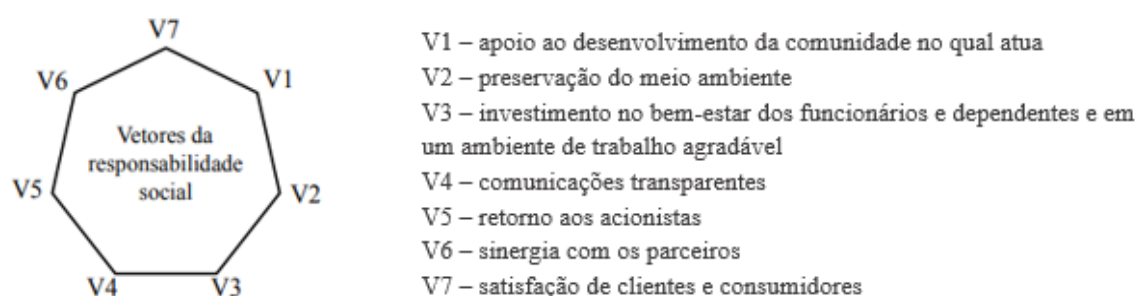 V7
V6
V1
Vetores da
responsabilidade
social
V5
V2
V4
V3
V1 – apoio ao desenvolvimento da comunidade no qual atua
V2 – preservação do meio ambiente
V3 – investimento no bem-estar dos funcionários e dependentes e em
um ambiente de trabalho agradável
V4 – comunicações transparentes
V5 – retorno aos acionistas
V6 – sinergia com os parceiros
V7 – satisfação de clientes e consumidores